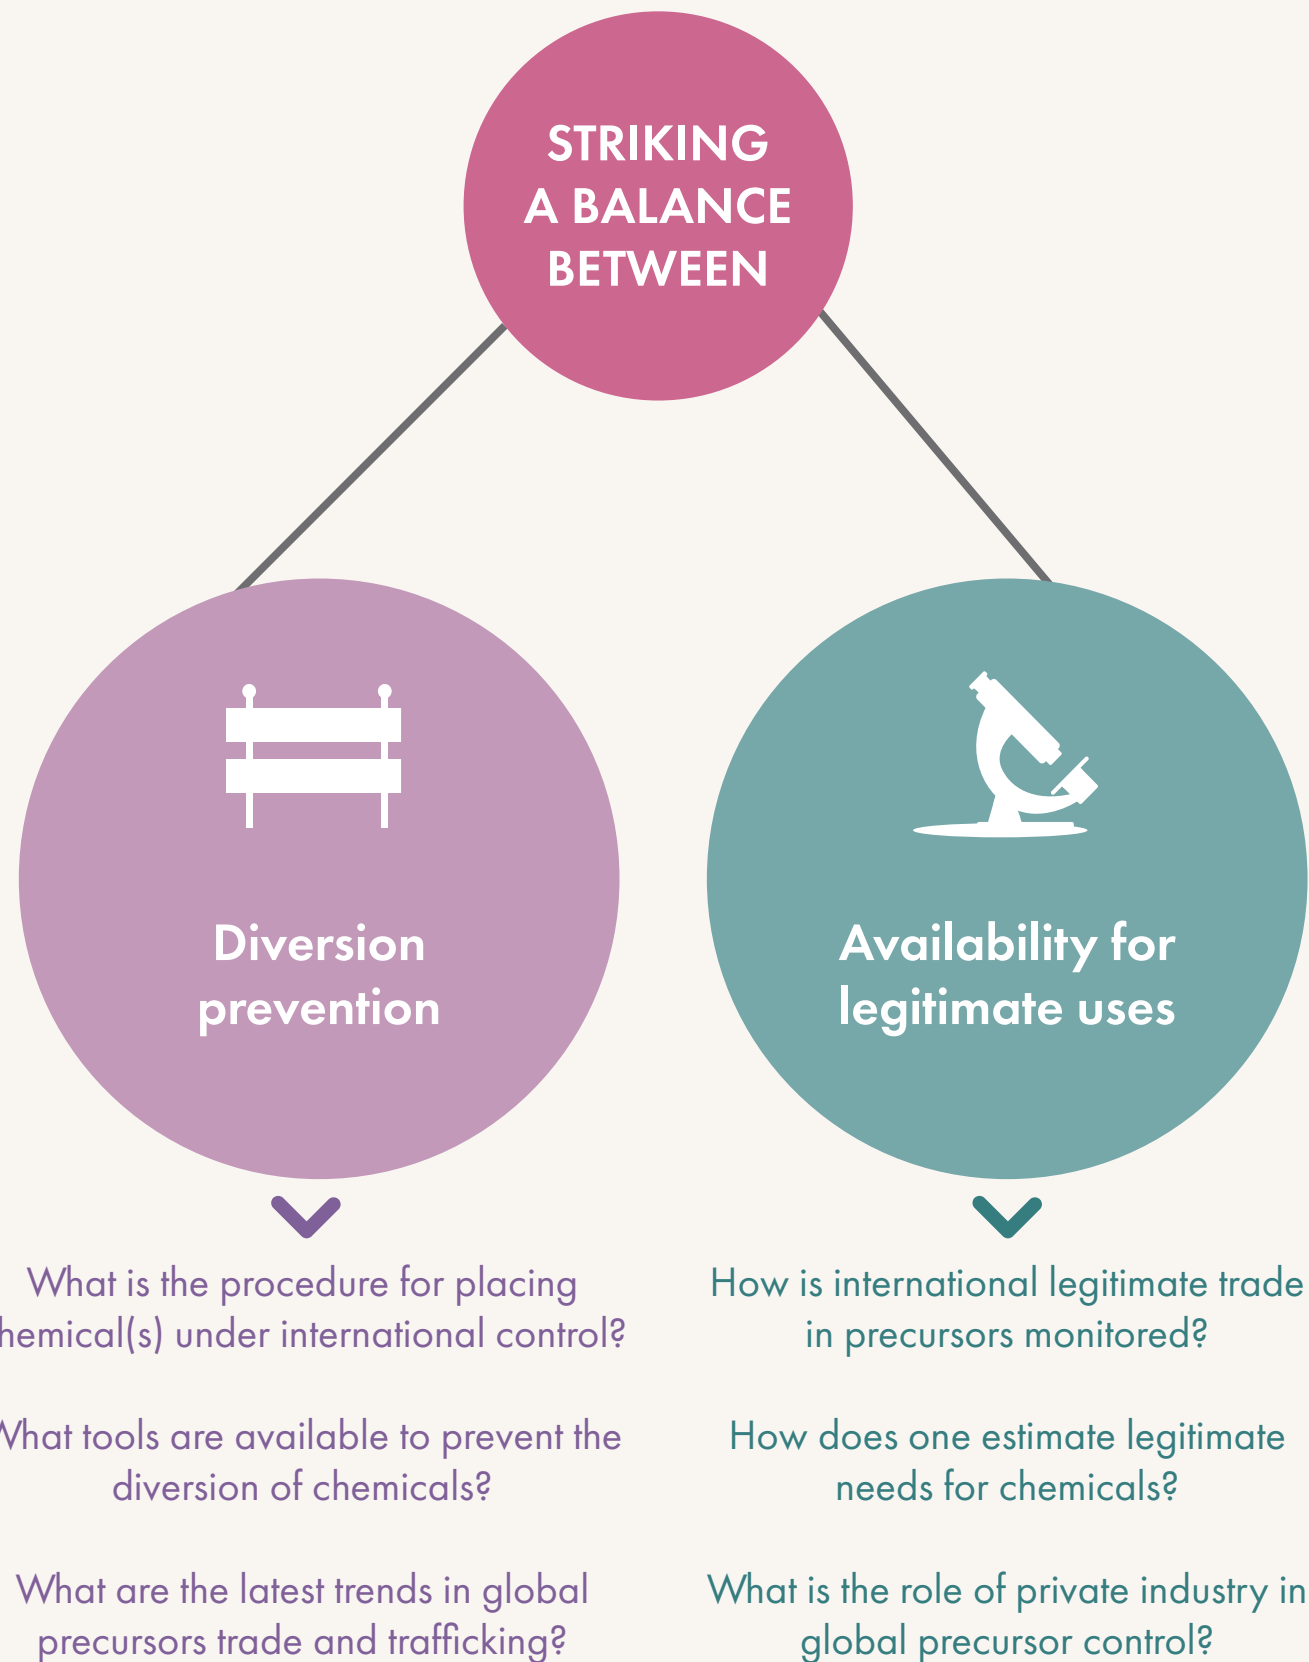 STRIKING
A BALANCE
BETWEEN
Diversion
prevention
Availability for
legitimate uses
What is the procedure for placing
hemical(s) under international control?
What tools are available to prevent the
diversion of chemicals?
What are the latest trends in global
precursors trade and trafficking?
How is international legitimate trade
in precursors monitored?
How does one estimate legitimate
needs for chemicals?
What is the role of private industry in
global precursor control?